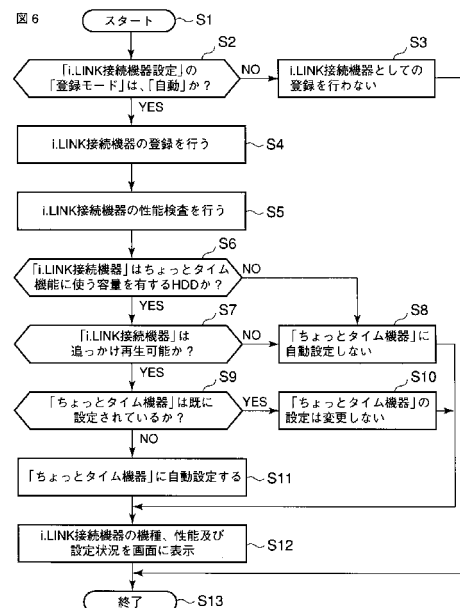 図6
スタート
S1
S2
「i.LINK接続機器設定」の
「登録モード」は、「自動」か？
NO
S3
i.LINK接続機器としての
登録を行わない
YES
i.LINK接続機器の登録を行う
S4
i.LINK接続機器の性能検査を行う
S5
S6
「i.LINK接続機器」はちょっとタイム
機能に使う容量を有するHDDか？
NO
YES
S7
「i.LINK接続機器」は
追っかけ再生可能か？
NO
S8
「ちょっとタイム機器」に
自動設定しない
YES
S9
「ちょっとタイム機器」は既に
設定されているか？
YES
S10
「ちょっとタイム機器」の
設定は変更しない
NO
「ちょっとタイム機器」に自動設定する
S11
i.LINK接続機器の機種、性能及び
設定状況を画面に表示
S12
終了
S13